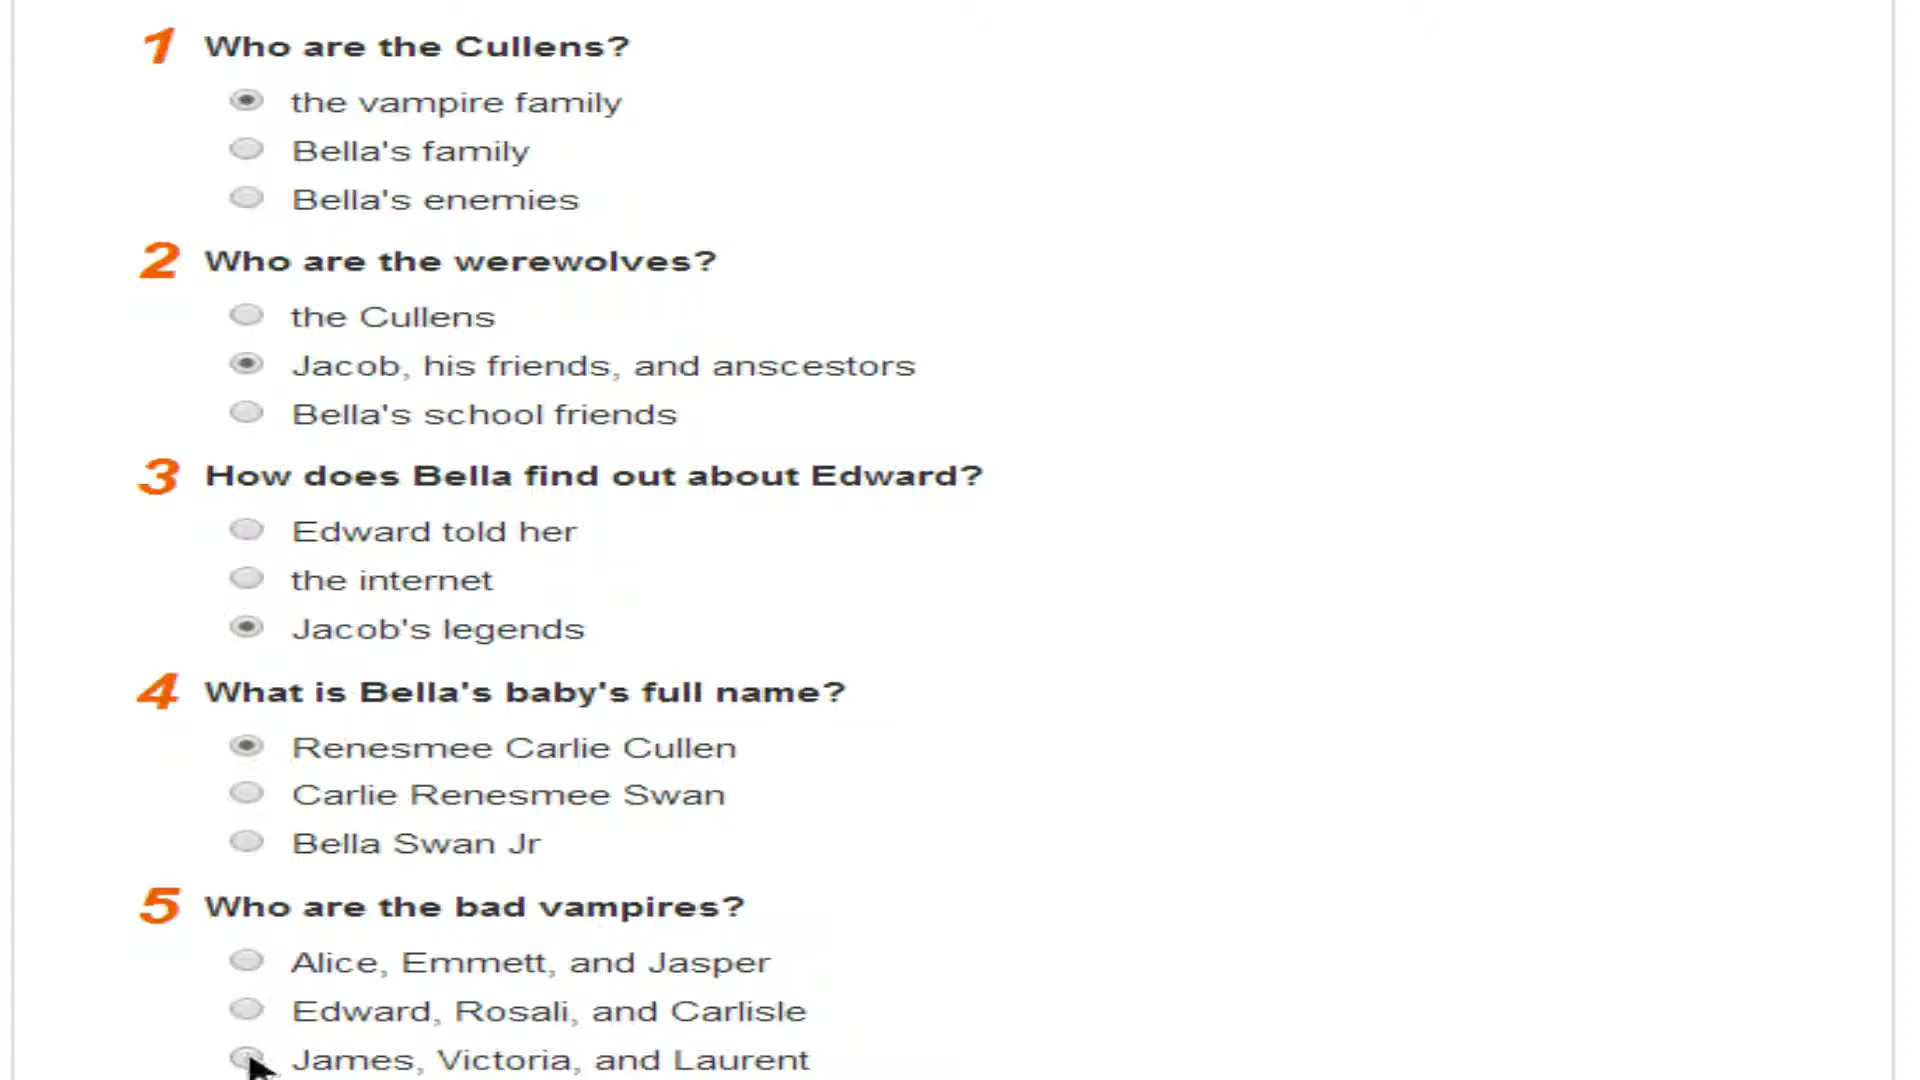 1 Who are the Cullens?
the vampire family
Bella's family
Bella's enemies
2 Who are the werewolves?
the Cullens
Jacob, his friends, and anscestors
Bella's school friends
3 How does Bella find out about Edward?
Edward told her
the internet
Jacob's legends
4 What is Bella's baby's full name?
Renesmee Carlie Cullen
Carlie Renesmee Swan
Bella Swan Jr
5 Who are the bad vampires?
Alice, Emmett, and Jasper
Edward, Rosali, and Carlisle
James, Victoria, and Laurent